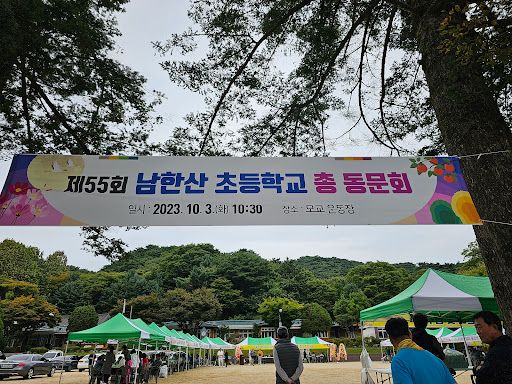 제55회 남한산 초등학교 총 동문회
일시 : 2023. 10. 3.(화) 10:30 장소 : 모교 운동장